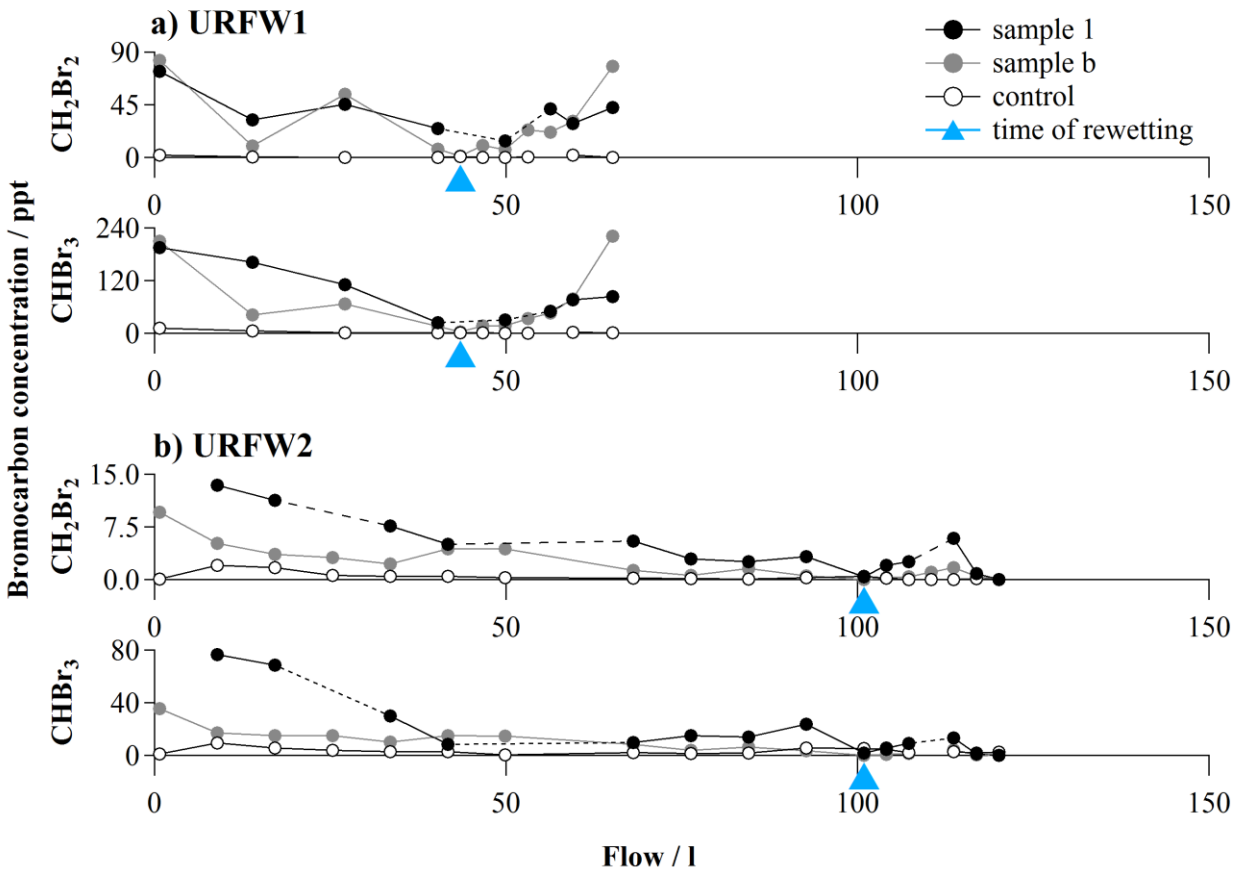 a) URFW1
sample 1
sample b
control
time of rewetting
CH₂Br₂
90
45
0
0 50 100 150
CHBr₃
240
120
0
0 50 100 150
Bromocarbon concentration / ppt
b) URFW2
CH₂Br₂
15.0
7.5
0.0
0 50 100 150
CHBr₃
80
40
0
0 50 100 150
Flow / l